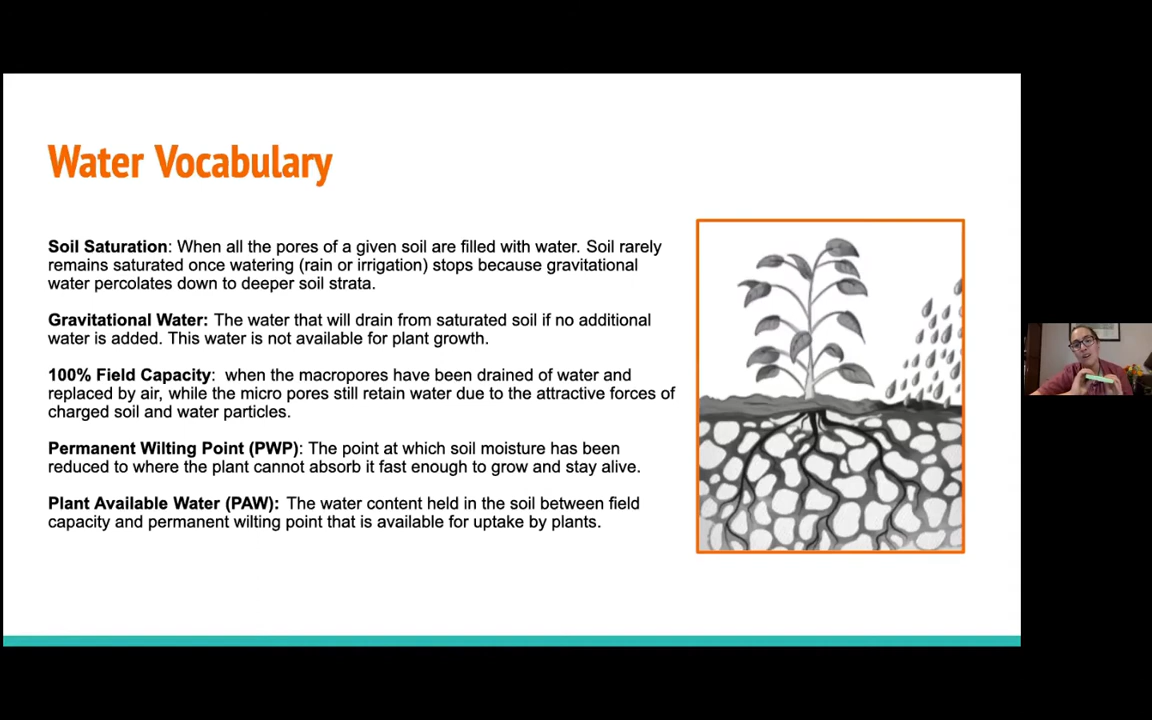 Water Vocabulary
Soil Saturation: When all the pores of a given soil are filled with water. Soil rarely
remains saturated once watering (rain or irrigation) stops because gravitational
water percolates down to deeper soil strata.
Gravitational Water: The water that will drain from saturated soil if no additional
water is added. This water is not available for plant growth.
100% Field Capacity: when the macropores have been drained of water and
replaced by air, while the micro pores still retain water due to the attractive forces of
charged soil and water particles.
Permanent Wilting Point (PWP): The point at which soil moisture has been
reduced to where the plant cannot absorb it fast enough to grow and stay alive.
Plant Available Water (PAW): The water content held in the soil between field
capacity and permanent wilting point that is available for uptake by plants.